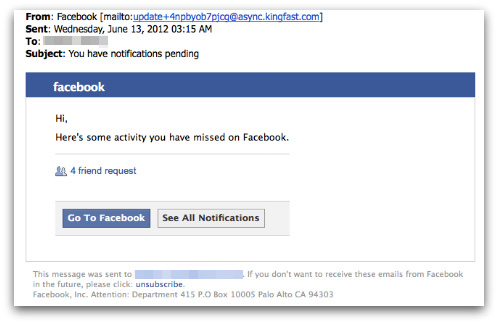 From: Facebook [mailto:update+4npbyob7pjcg@async.kingfast.com]
Sent: Wednesday, June 13, 2012 03:15 AM
To:
Subject: You have notifications pending
facebook
Hi,
Here's some activity you have missed on Facebook.
4 friend request
Go To Facebook See All Notifications
This message was sent to . If you don't want to receive these emails from Facebook
in the future, please click: unsubscribe.
Facebook, Inc. Attention: Department 415 P.O Box 10005 Palo Alto CA 94303